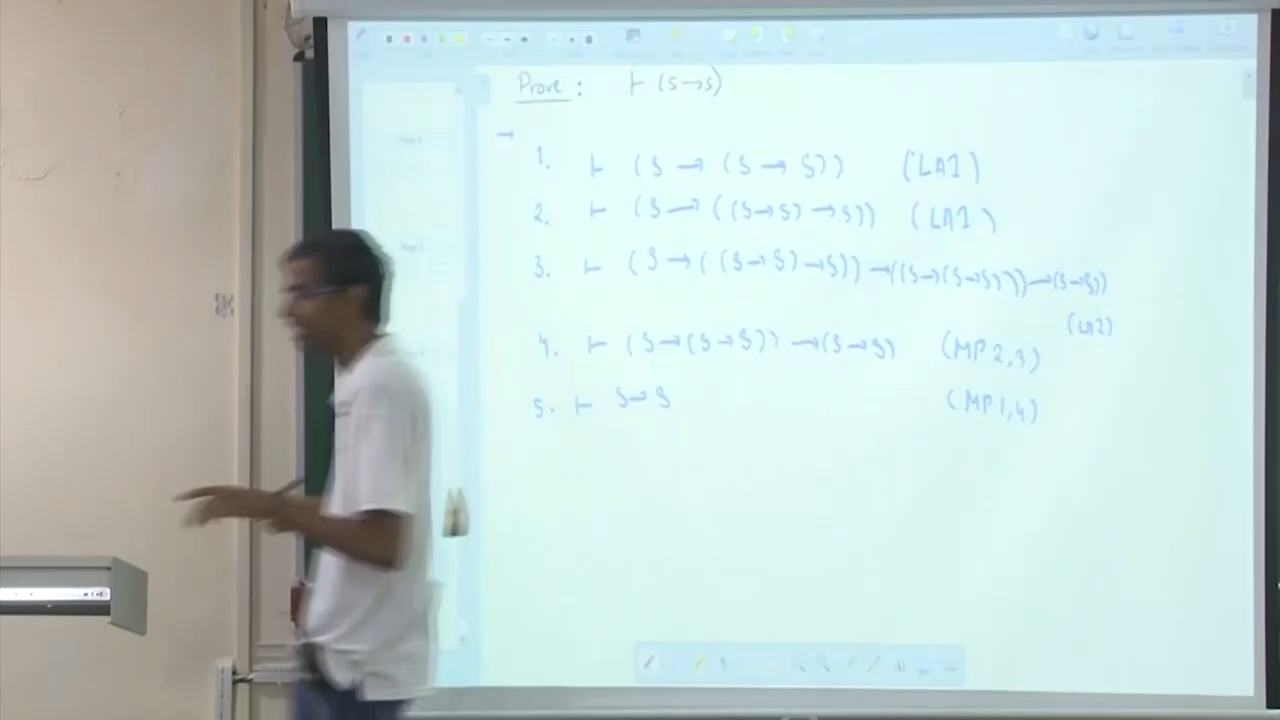 Prove : ⊢ (S→S)
→
1. ⊢ (S → (S → S)) (LA1)
2. ⊢ (S → ((S→S) → S)) (LA1)
3. ⊢ (S → ((S→S) → S)) → ((S→(S→S)) → (S→S))
(LA2)
4. ⊢ (S→(S→S)) → (S→S) (MP 2,3)
5. ⊢ S→S (MP 1,4)